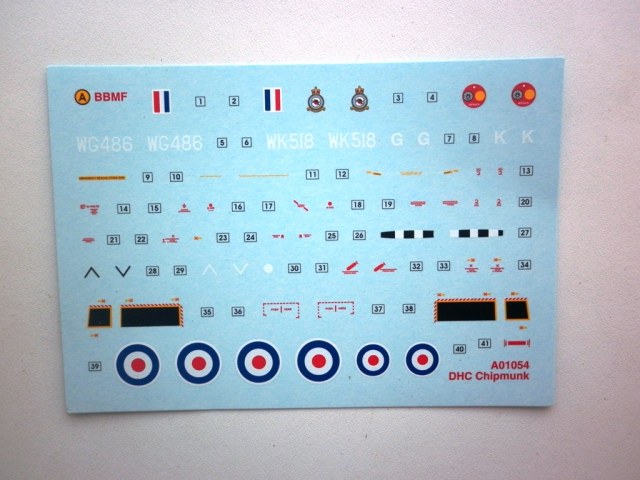 A BBMF 1 2 3 4
WG486 WG486 5 6 WK518 WK518 G G 7 8 K K
9 10 11 12 13
14 15 16 17 18 19 20
21 22 23 24 25 26 27
28 29 30 31 32 33 34
35 36 37 38
39 40 41
A01054
DHC Chipmunk